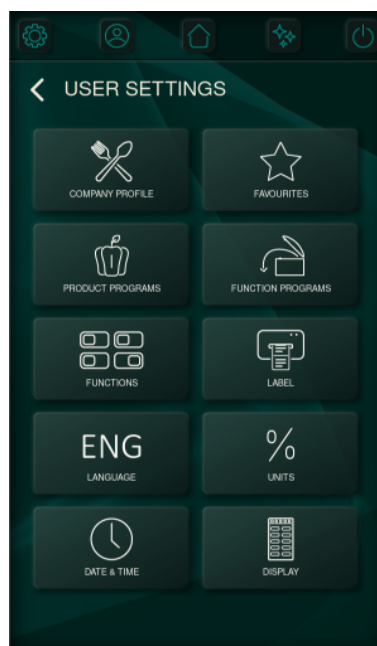 USER SETTINGS
COMPANY PROFILE
FAVOURITES
PRODUCT PROGRAMS
FUNCTION PROGRAMS
FUNCTIONS
LABEL
ENG
LANGUAGE
%
UNITS
DATE & TIME
DISPLAY